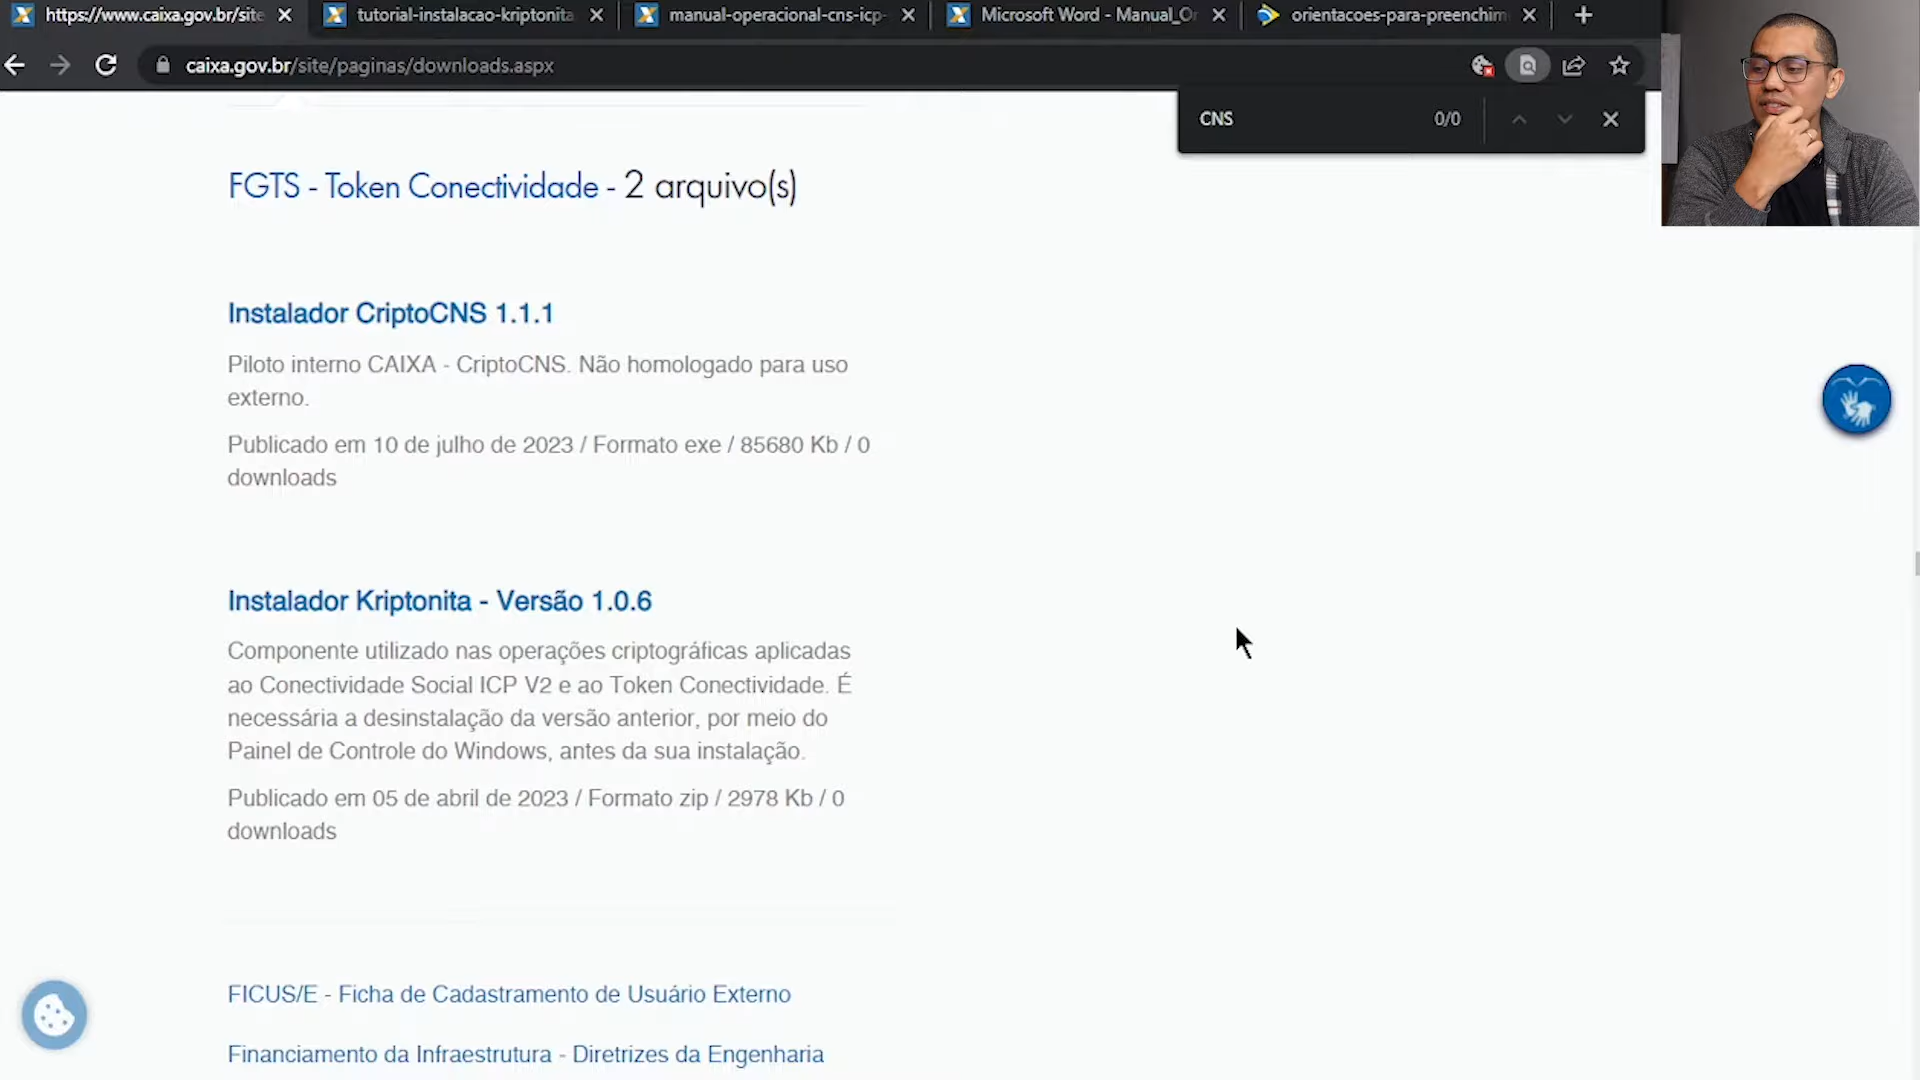 https://www.caixa.gov.br/site
tutorial-instalacao-kriptonita
manual-operacional-cns-icp-
Microsoft Word - Manual_Or
orientacoes-para-preenchim
caixa.gov.br/site/paginas/downloads.aspx
CNS
0/0
FGTS - Token Conectividade - 2 arquivo(s)
Instalador CriptoCNS 1.1.1
Piloto interno CAIXA - CriptoCNS. Não homologado para uso
externo.
Publicado em 10 de julho de 2023 / Formato exe / 85680 Kb / 0
downloads
Instalador Kriptonita - Versão 1.0.6
Componente utilizado nas operações criptográficas aplicadas
ao Conectividade Social ICP V2 e ao Token Conectividade. É
necessária a desinstalação da versão anterior, por meio do
Painel de Controle do Windows, antes da sua instalação.
Publicado em 05 de abril de 2023 / Formato zip / 2978 Kb / 0
downloads
FICUS/E - Ficha de Cadastramento de Usuário Externo
Financiamento da Infraestrutura - Diretrizes da Engenharia